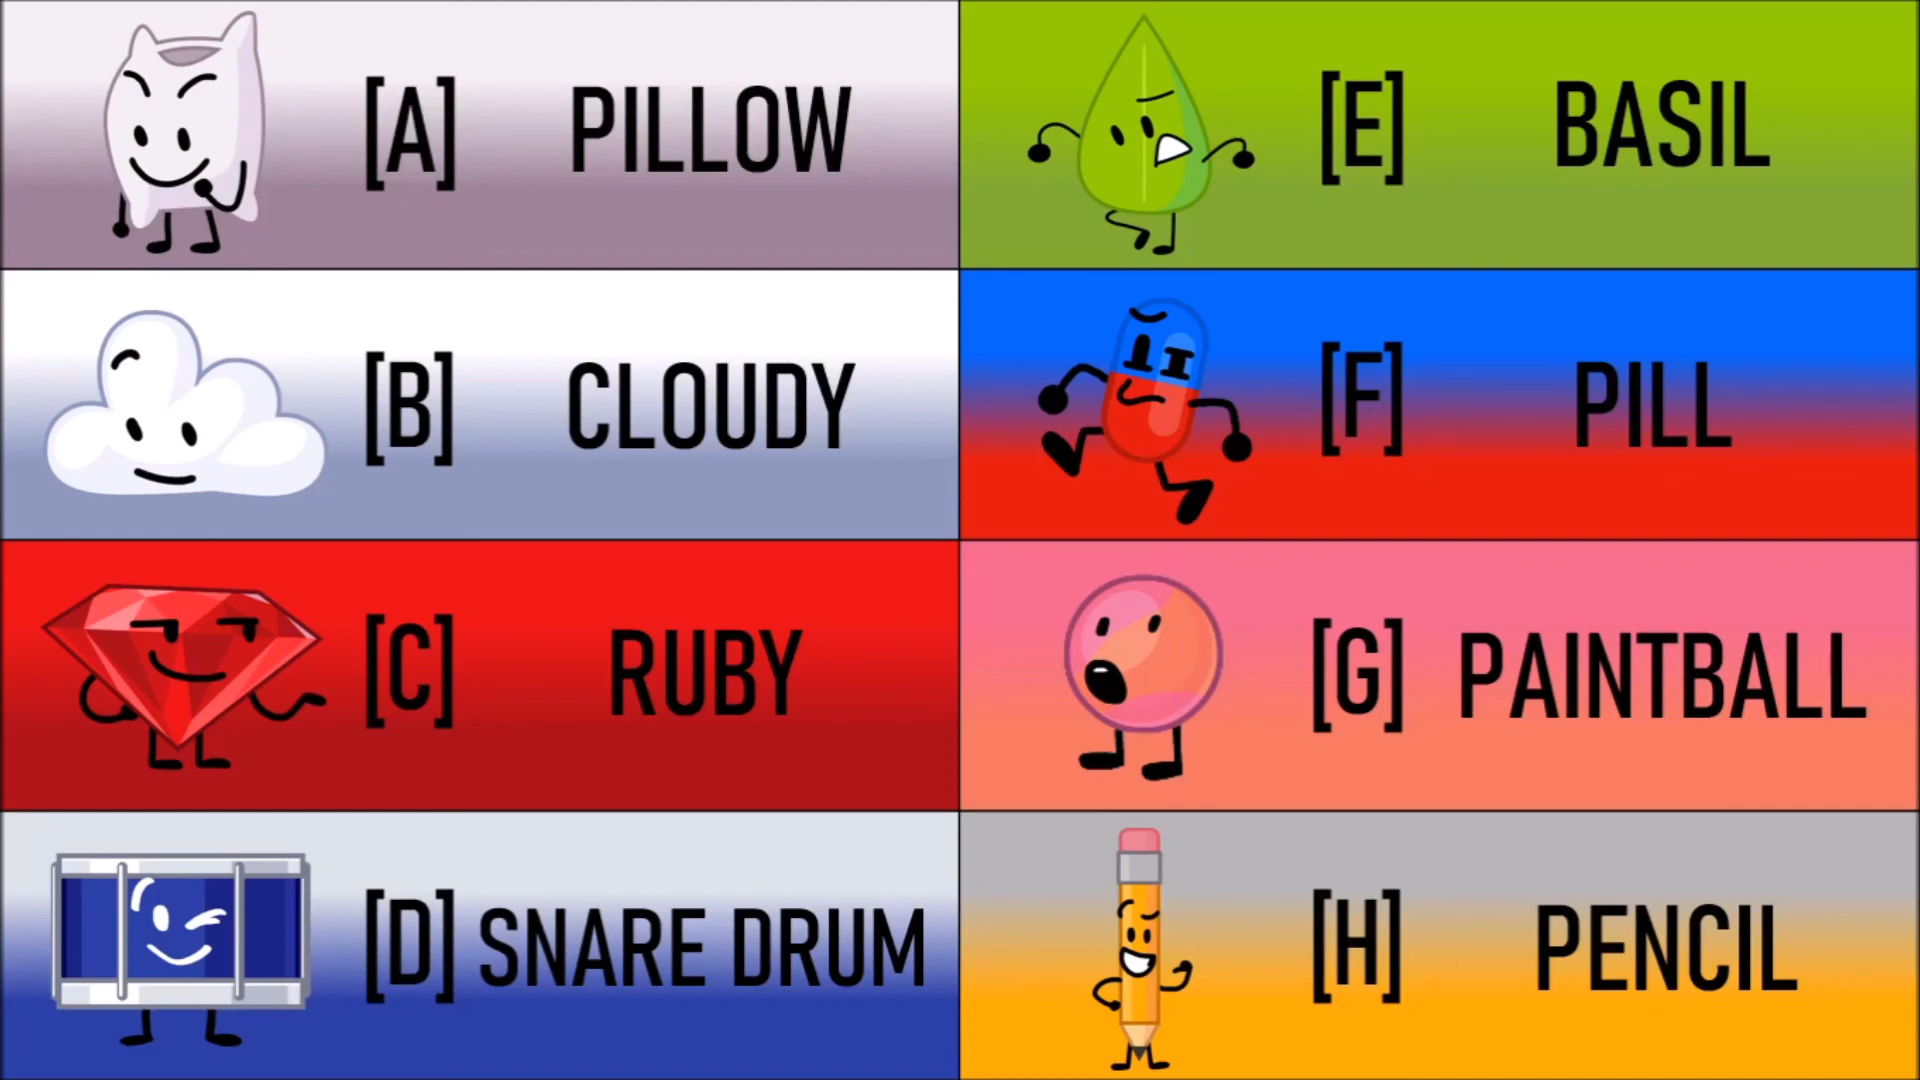 [A] PILLOW
[B] CLOUDY
[C] RUBY
[D] SNARE DRUM
[E] BASIL
[F] PILL
[G] PAINTBALL
[H] PENCIL